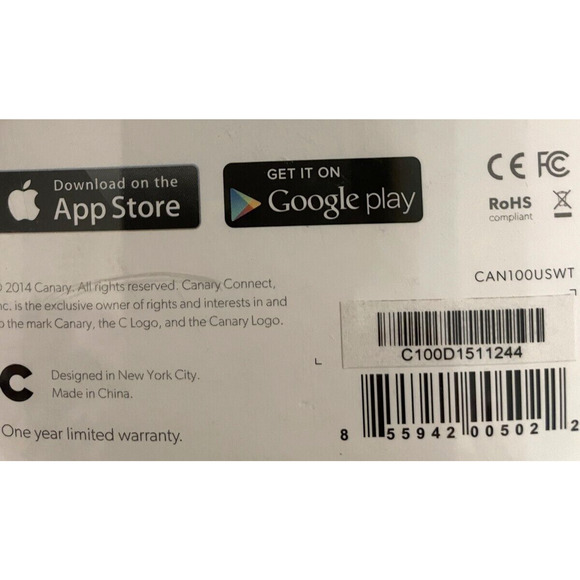 Download on the
App Store
GET IT ON
Google play
CE FC
RoHS
compliant
CAN100USWT
© 2014 Canary. All rights reserved. Canary Connect,
nc. is the exclusive owner of rights and interests in and
o the mark Canary, the C Logo, and the Canary Logo.
C100D1511244
C
Designed in New York City.
Made in China.
One year limited warranty.
8 55942 00502 2